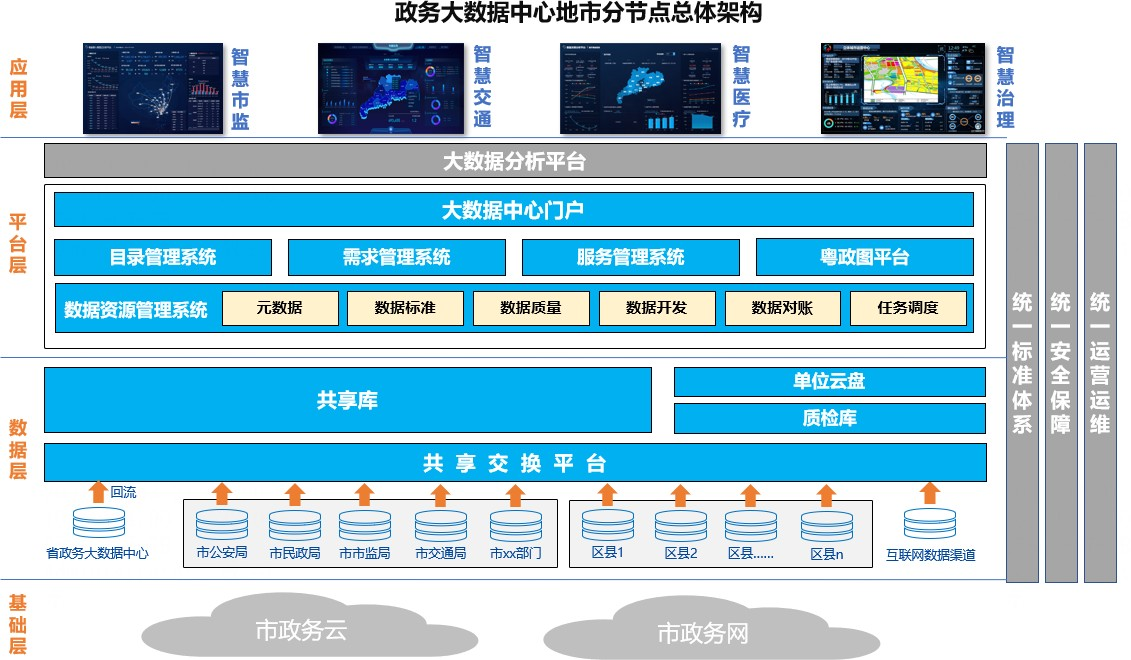 政务大数据中心地市分节点总体架构
应用层
智慧市监
智慧交通
智慧医疗
智慧治理
大数据分析平台
平台层
大数据中心门户
目录管理系统
需求管理系统
服务管理系统
粤政图平台
数据资源管理系统
元数据
数据标准
数据质量
数据开发
数据对账
任务调度
统一标准体系
统一安全保障
统一运营运维
数据层
共享库
单位云盘
质检库
共享交换平台
回流
省政务大数据中心
市公安局
市民政局
市市监局
市交通局
市xx部门
区县1
区县2
区县......
区县n
互联网数据渠道
基础层
市政务云
市政务网